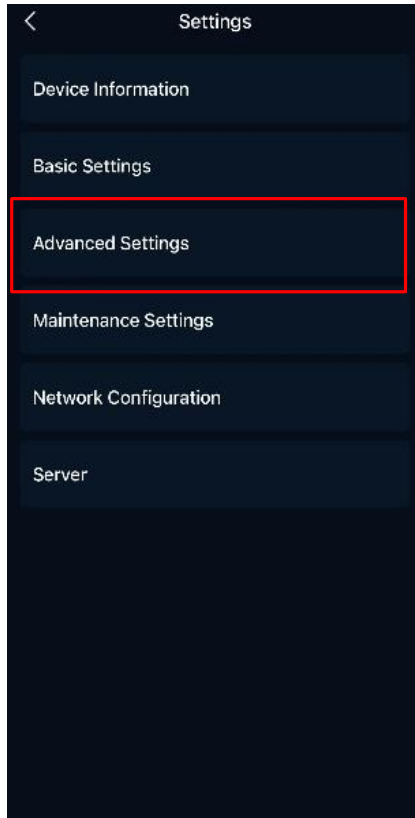 Settings
Device Information
Basic Settings
Advanced Settings
Maintenance Settings
Network Configuration
Server